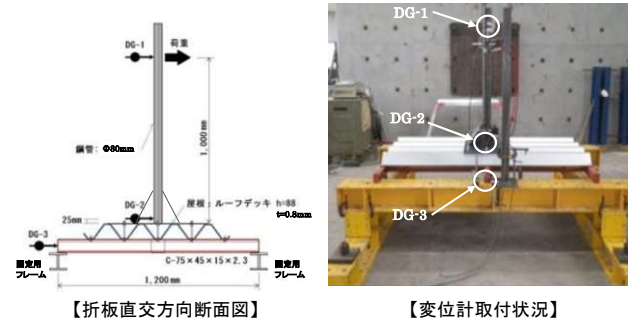 DG-1
荷重
鋼管: Φ80mm
1,000mm
DG-2
屋根:ルーフデッキ h=88
t=0.8mm
25mm
DG-3
C-75×45×15×2.3
固定用
フレーム
固定用
フレーム
1,200mm
【折板直交方向断面図】
DG-1
DG-2
DG-3
【変位計取付状況】